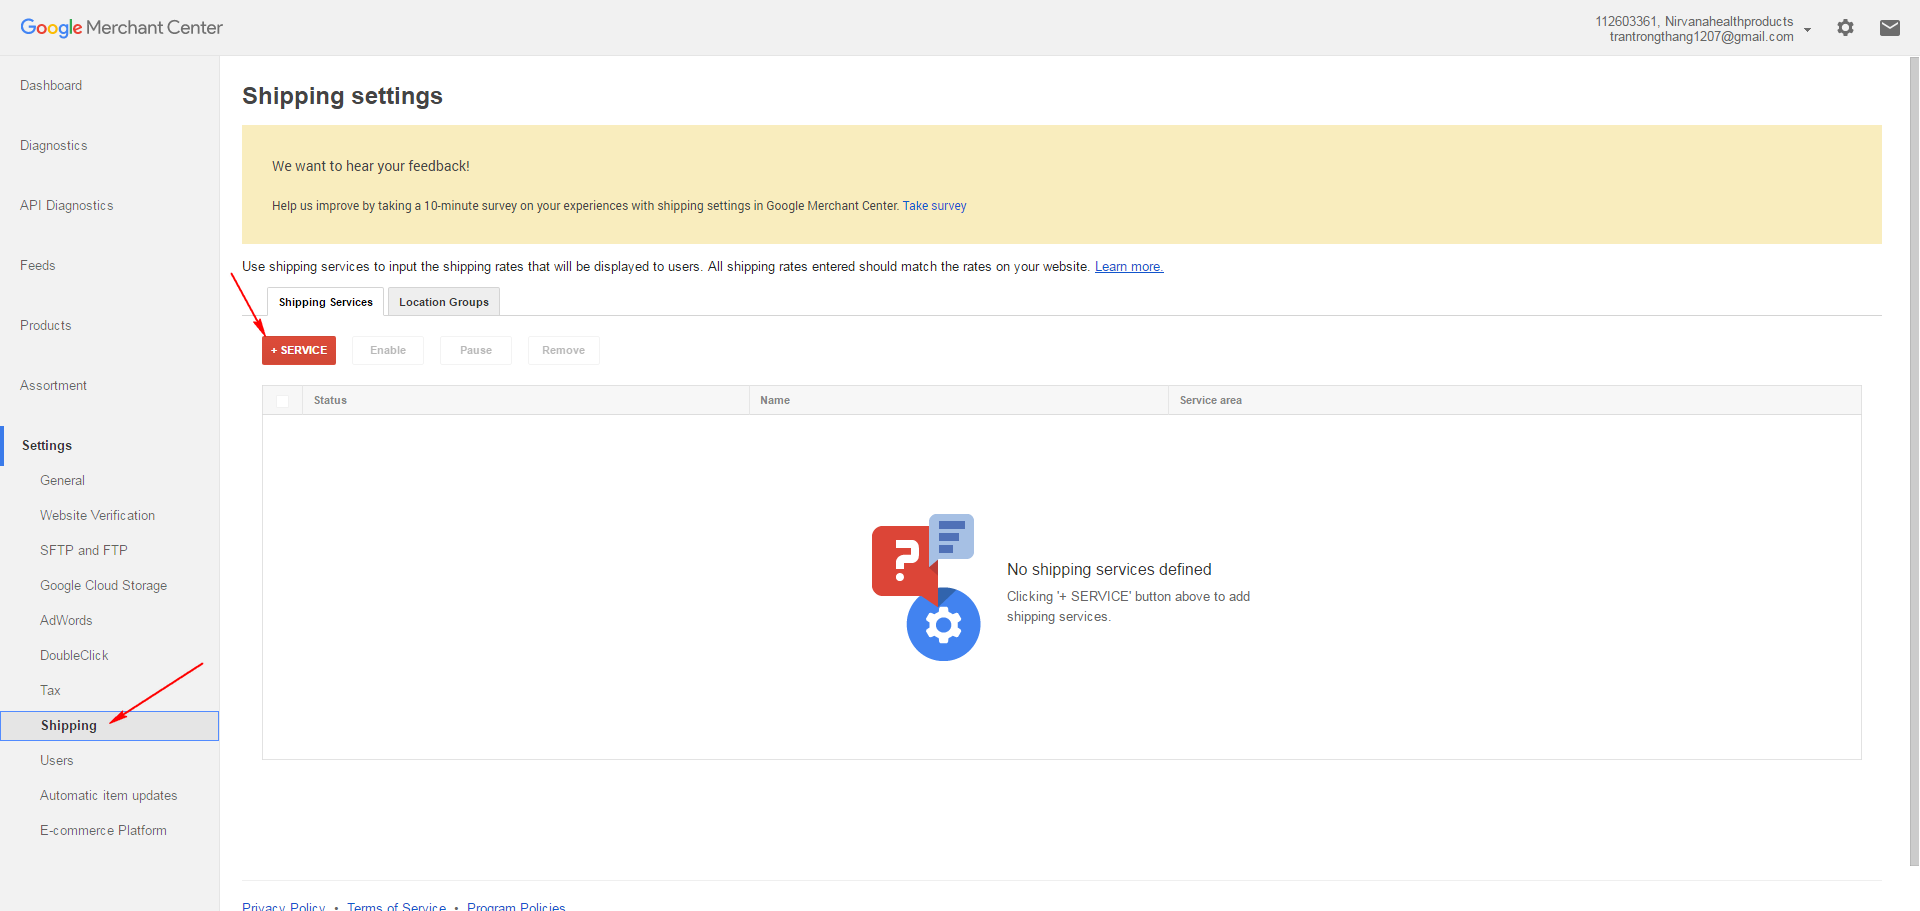 Google Merchant Center
112603361, Nirvanahealthproducts
trantrongthang1207@gmail.com
Dashboard
Diagnostics
API Diagnostics
Feeds
Products
Assortment
Settings
General
Website Verification
SFTP and FTP
Google Cloud Storage
AdWords
DoubleClick
Tax
Shipping
Users
Automatic item updates
E-commerce Platform
Shipping settings
We want to hear your feedback!
Help us improve by taking a 10-minute survey on your experiences with shipping settings in Google Merchant Center. Take survey
Use shipping services to input the shipping rates that will be displayed to users. All shipping rates entered should match the rates on your website. Learn more.
Shipping Services Location Groups
+ SERVICE Enable Pause Remove
Status Name Service area
?
No shipping services defined
Clicking '+ SERVICE' button above to add
shipping services.
Privacy Policy • Terms of Service • Program Policies